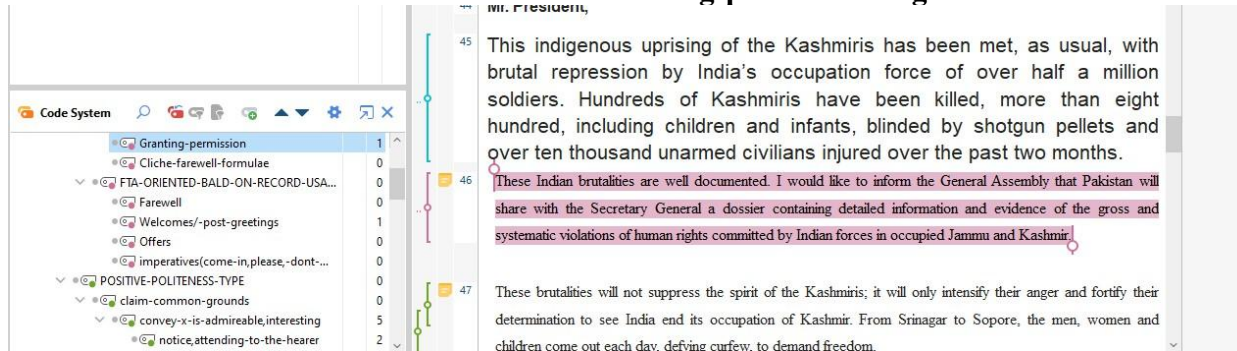 44 Mr. President,
45 This indigenous uprising of the Kashmiris has been met, as usual, with
brutal repression by India's occupation force of over half a million
soldiers. Hundreds of Kashmiris have been killed, more than eight
hundred, including children and infants, blinded by shotgun pellets and
over ten thousand unarmed civilians injured over the past two months.
46 These Indian brutalities are well documented. I would like to inform the General Assembly that Pakistan will
share with the Secretary General a dossier containing detailed information and evidence of the gross and
systematic violations of human rights committed by Indian forces in occupied Jammu and Kashmir.
47 These brutalities will not suppress the spirit of the Kashmiris; it will only intensify their anger and fortify their
determination to see India end its occupation of Kashmir. From Srinagar to Sopore, the men, women and
children come out each day, defying curfew, to demand freedom.
Code System
Granting-permission 1
Cliche-farewell-formulae 0
FTA-ORIENTED-BALD-ON-RECORD-USA... 0
Farewell 0
Welcomes/-post-greetings 1
Offers 0
imperatives(come-in,please,-dont-... 0
POSITIVE-POLITENESS-TYPE 0
claim-common-grounds 0
convey-x-is-admireable,interesting 5
notice,attending-to-the-hearer 2